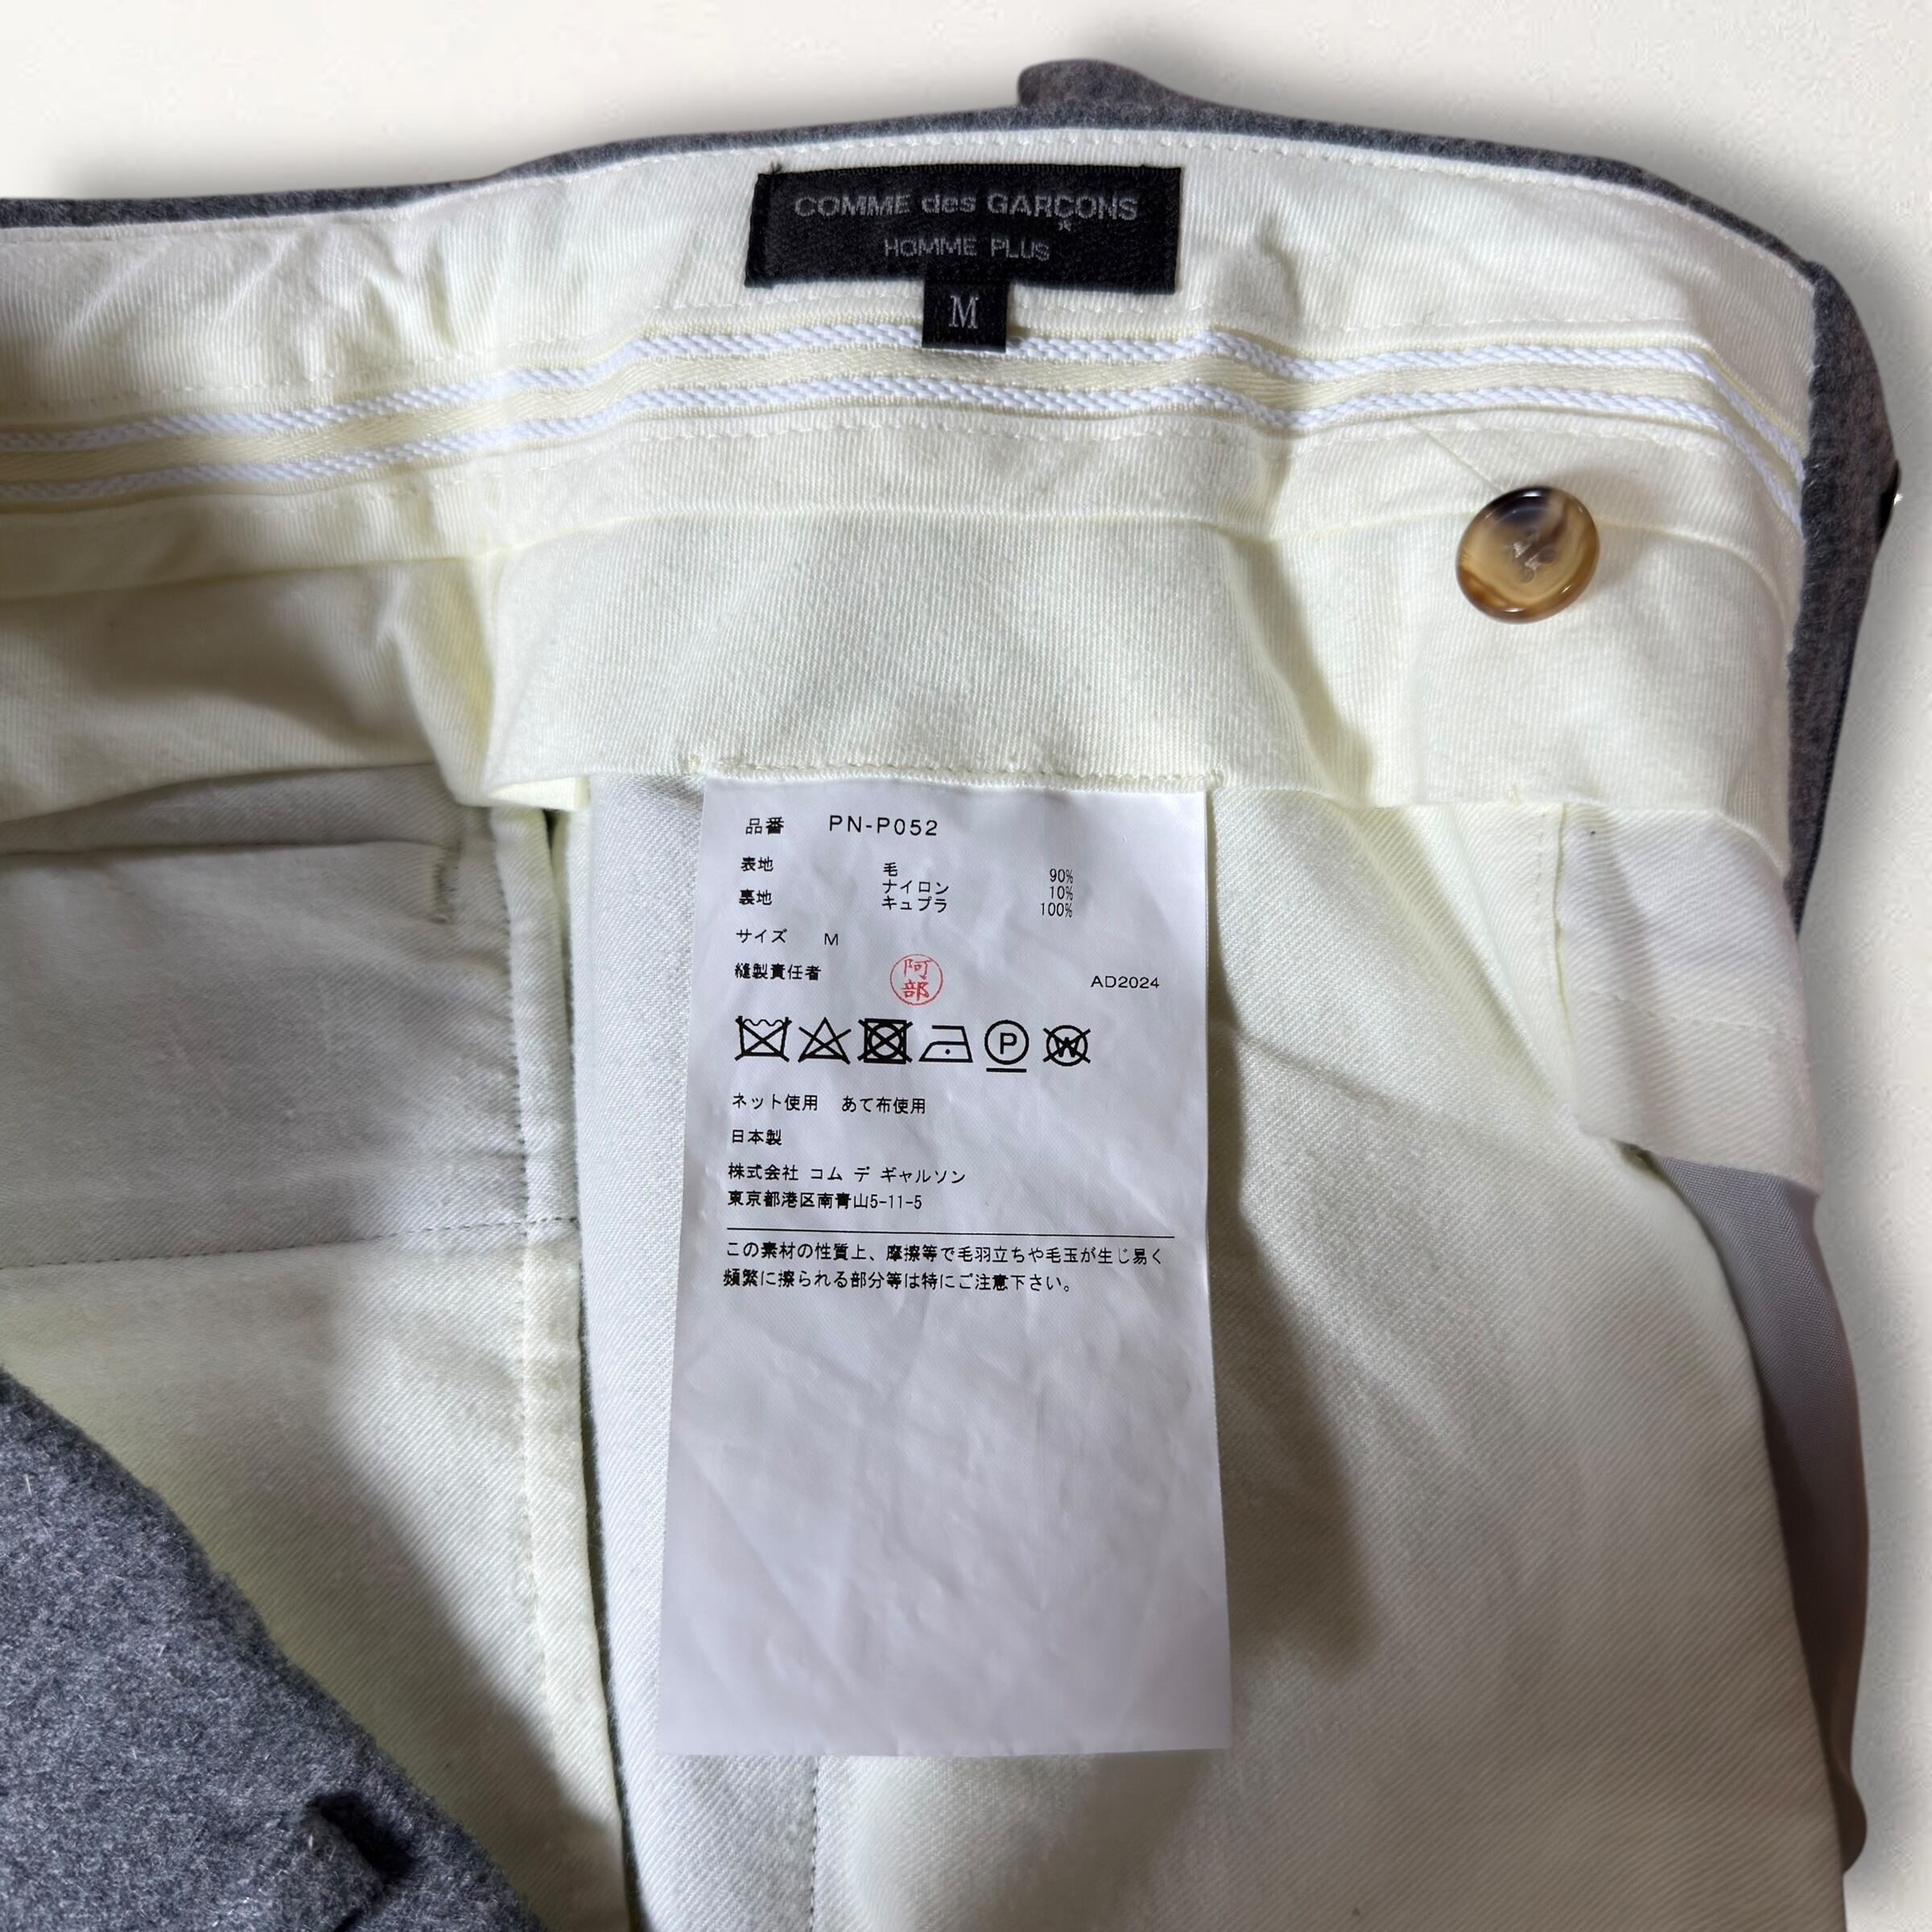 COMME des GARÇONS
HOMME PLUS
M
品番 PN-P052
表地 毛 90%
ナイロン 10%
裏地 キュプラ 100%
サイズ M
縫製責任者 阿部 AD2024
P W
ネット使用 あて布使用
日本製
株式会社 コム デ ギャルソン
東京都港区南青山5-11-5
この素材の性質上、摩擦等で毛羽立ちや毛玉が生じ易く
頻繁に擦られる部分等は特にご注意下さい。